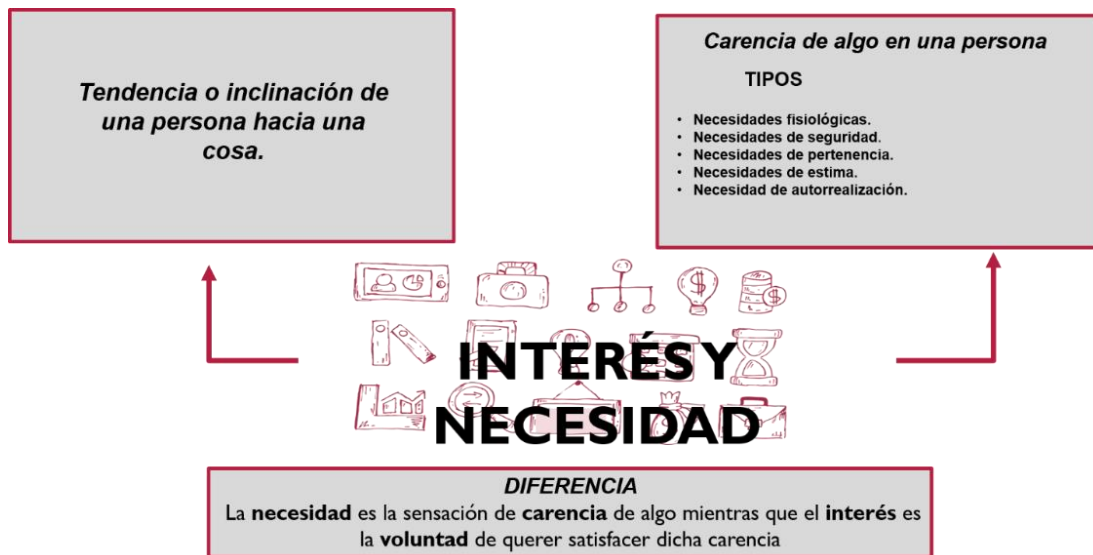 Tendencia o inclinación de
una persona hacia una
cosa.
Carencia de algo en una persona
TIPOS
• Necesidades fisiológicas.
• Necesidades de seguridad.
• Necesidades de pertenencia.
• Necesidades de estima.
• Necesidad de autorrealización.
INTERÉS Y
NECESIDAD
DIFERENCIA
La necesidad es la sensación de carencia de algo mientras que el interés es
la voluntad de querer satisfacer dicha carencia